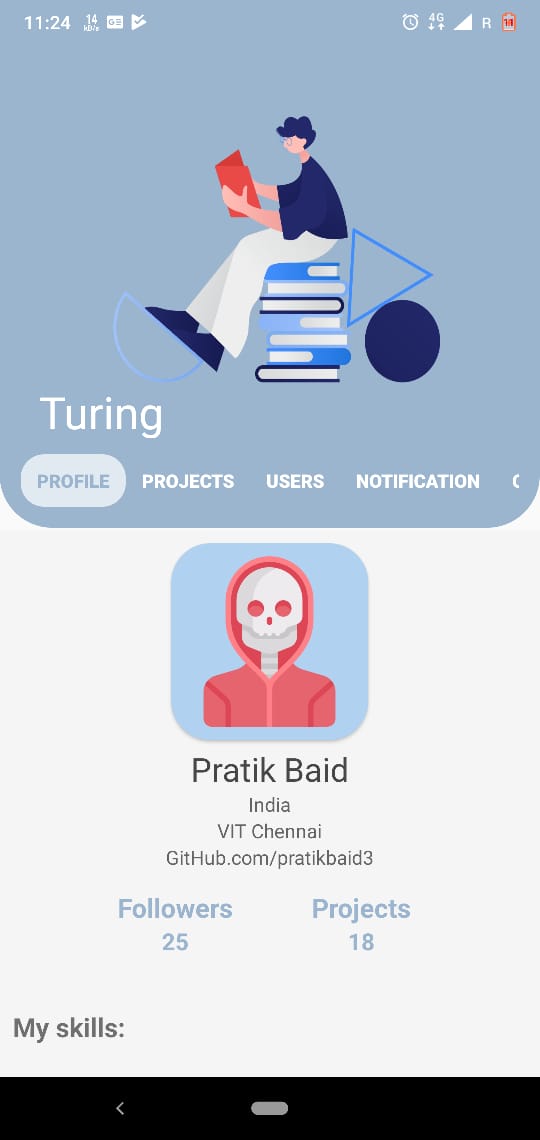 11:24 14 kB/s GE 4G R 11
Turing
PROFILE PROJECTS USERS NOTIFICATION
Pratik Baid
India
VIT Chennai
GitHub.com/pratikbaid3
Followers Projects
25 18
My skills: